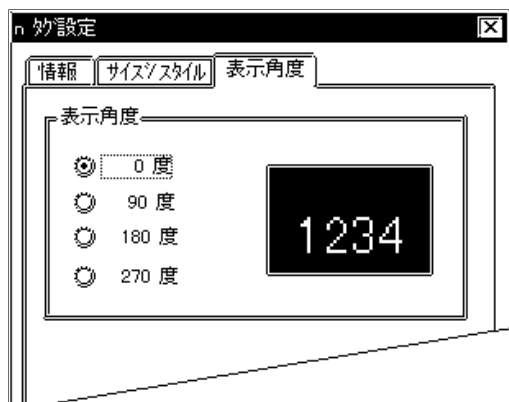 n ﾀｸﾞ設定
情報 ｻｲｽﾞ/ｽﾀｲﾙ 表示角度
表示角度
0 度
90 度
180 度
270 度
1234